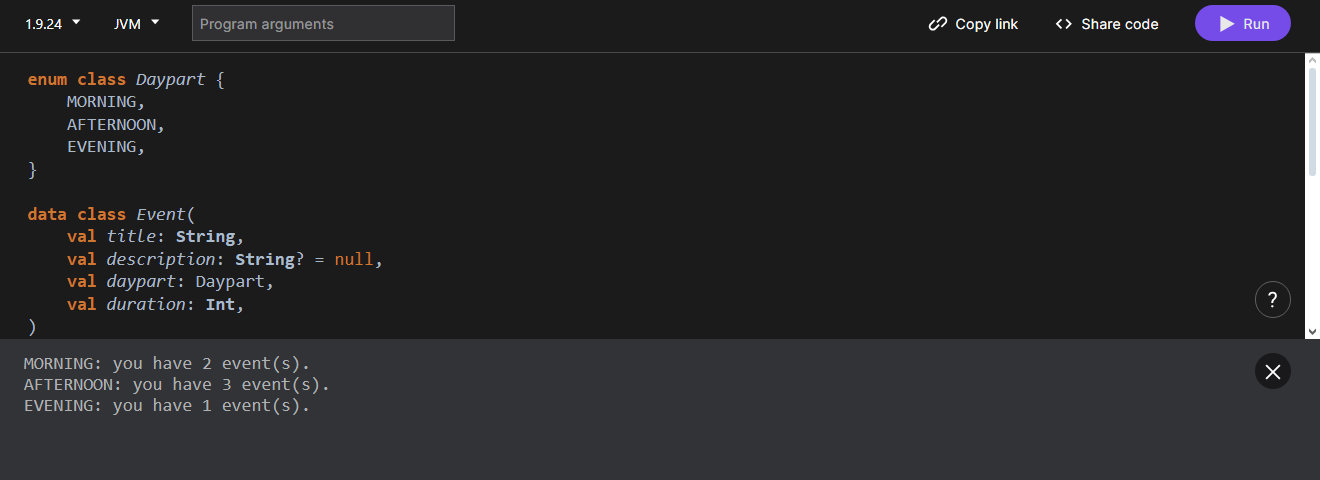 1.9.24 JVM Program arguments Copy link <> Share code Run
enum class Daypart {
    MORNING,
    AFTERNOON,
    EVENING,
}
data class Event(
    val title: String,
    val description: String? = null,
    val daypart: Daypart,
    val duration: Int,
)
?
MORNING: you have 2 event(s).
AFTERNOON: you have 3 event(s).
EVENING: you have 1 event(s).